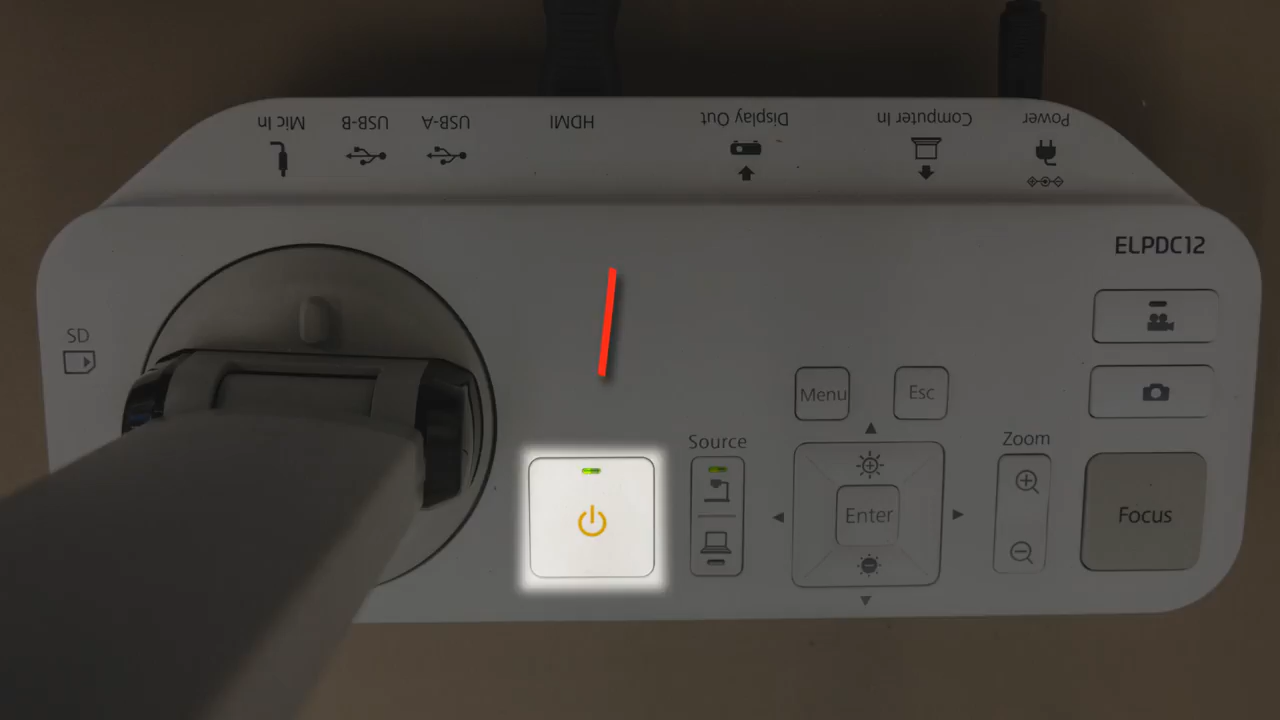 Mic In
USB-B
USB-A
HDMI
Display Out
Computer In
Power
ELPDC12
SD
Menu
Esc
Source
Zoom
Enter
Focus